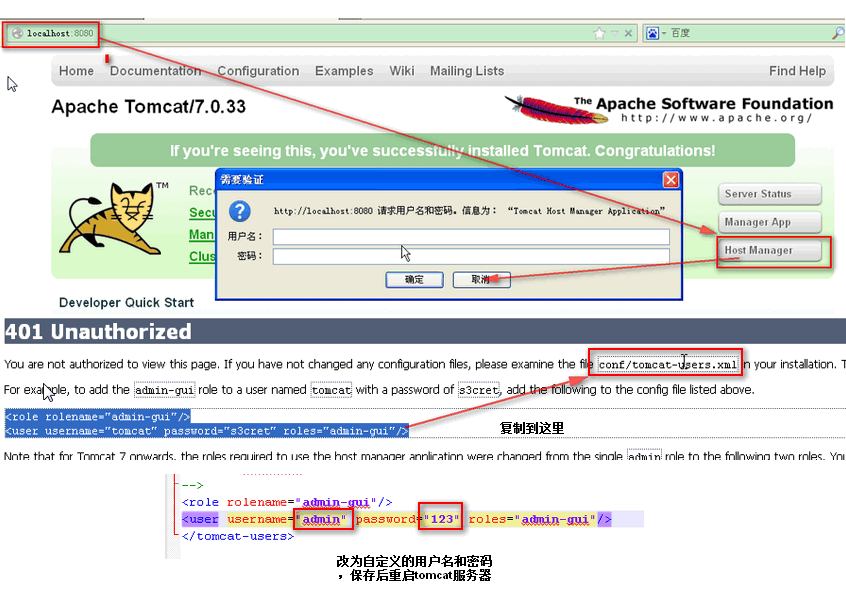 localhost:8080
百度
Home Documentation Configuration Examples Wiki Mailing Lists Find Help
Apache Tomcat/7.0.33
The Apache Software Foundation
http://www.apache.org/
If you're seeing this, you've successfully installed Tomcat. Congratulations!
TM
Server Status
Manager App
Host Manager
需要验证
http://localhost:8080 请求用户名和密码。信息为: “Tomcat Host Manager Application”
用户名:
密码:
确定 取消
Developer Quick Start
401 Unauthorized
You are not authorized to view this page. If you have not changed any configuration files, please examine the file conf/tomcat-users.xml in your installation. T
For example, to add the admin-gui role to a user named tomcat with a password of s3cret, add the following to the config file listed above.
<role rolename="admin-gui"/>
<user username="tomcat" password="s3cret" roles="admin-gui"/>
复制到这里
Note that for Tomcat 7 onwards, the roles required to use the host manager application were changed from the single admin role to the following two roles. You
-->
<role rolename="admin-gui"/>
<user username="admin" password="123" roles="admin-gui"/>
</tomcat-users>
改为自定义的用户名和密码
，保存后重启tomcat服务器